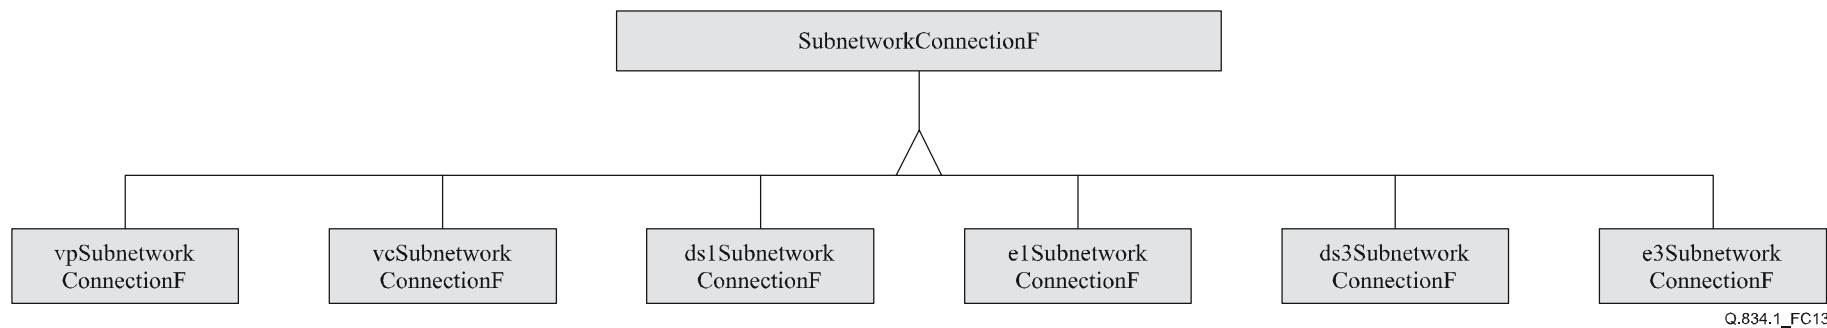 SubnetworkConnectionF
vpSubnetwork
ConnectionF
vcSubnetwork
ConnectionF
ds1Subnetwork
ConnectionF
e1Subnetwork
ConnectionF
ds3Subnetwork
ConnectionF
e3Subnetwork
ConnectionF
Q.834.1_FC13